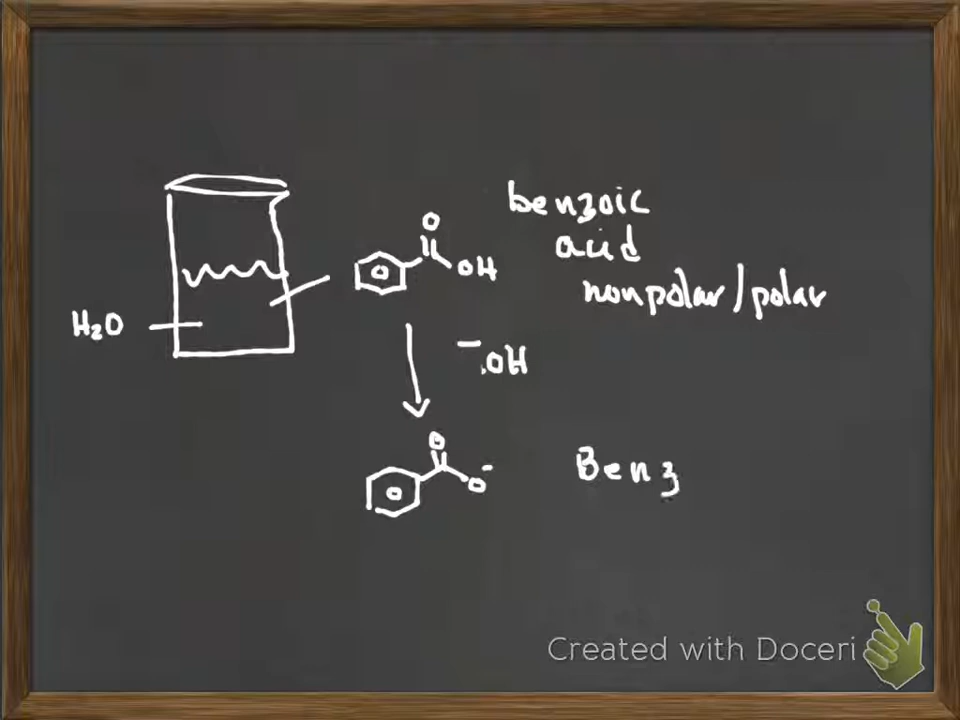 benzoic
acid
nonpolar/polar
O
OH
H₂O
⁻:OH
O
O⁻
Benz
Created with Doceri